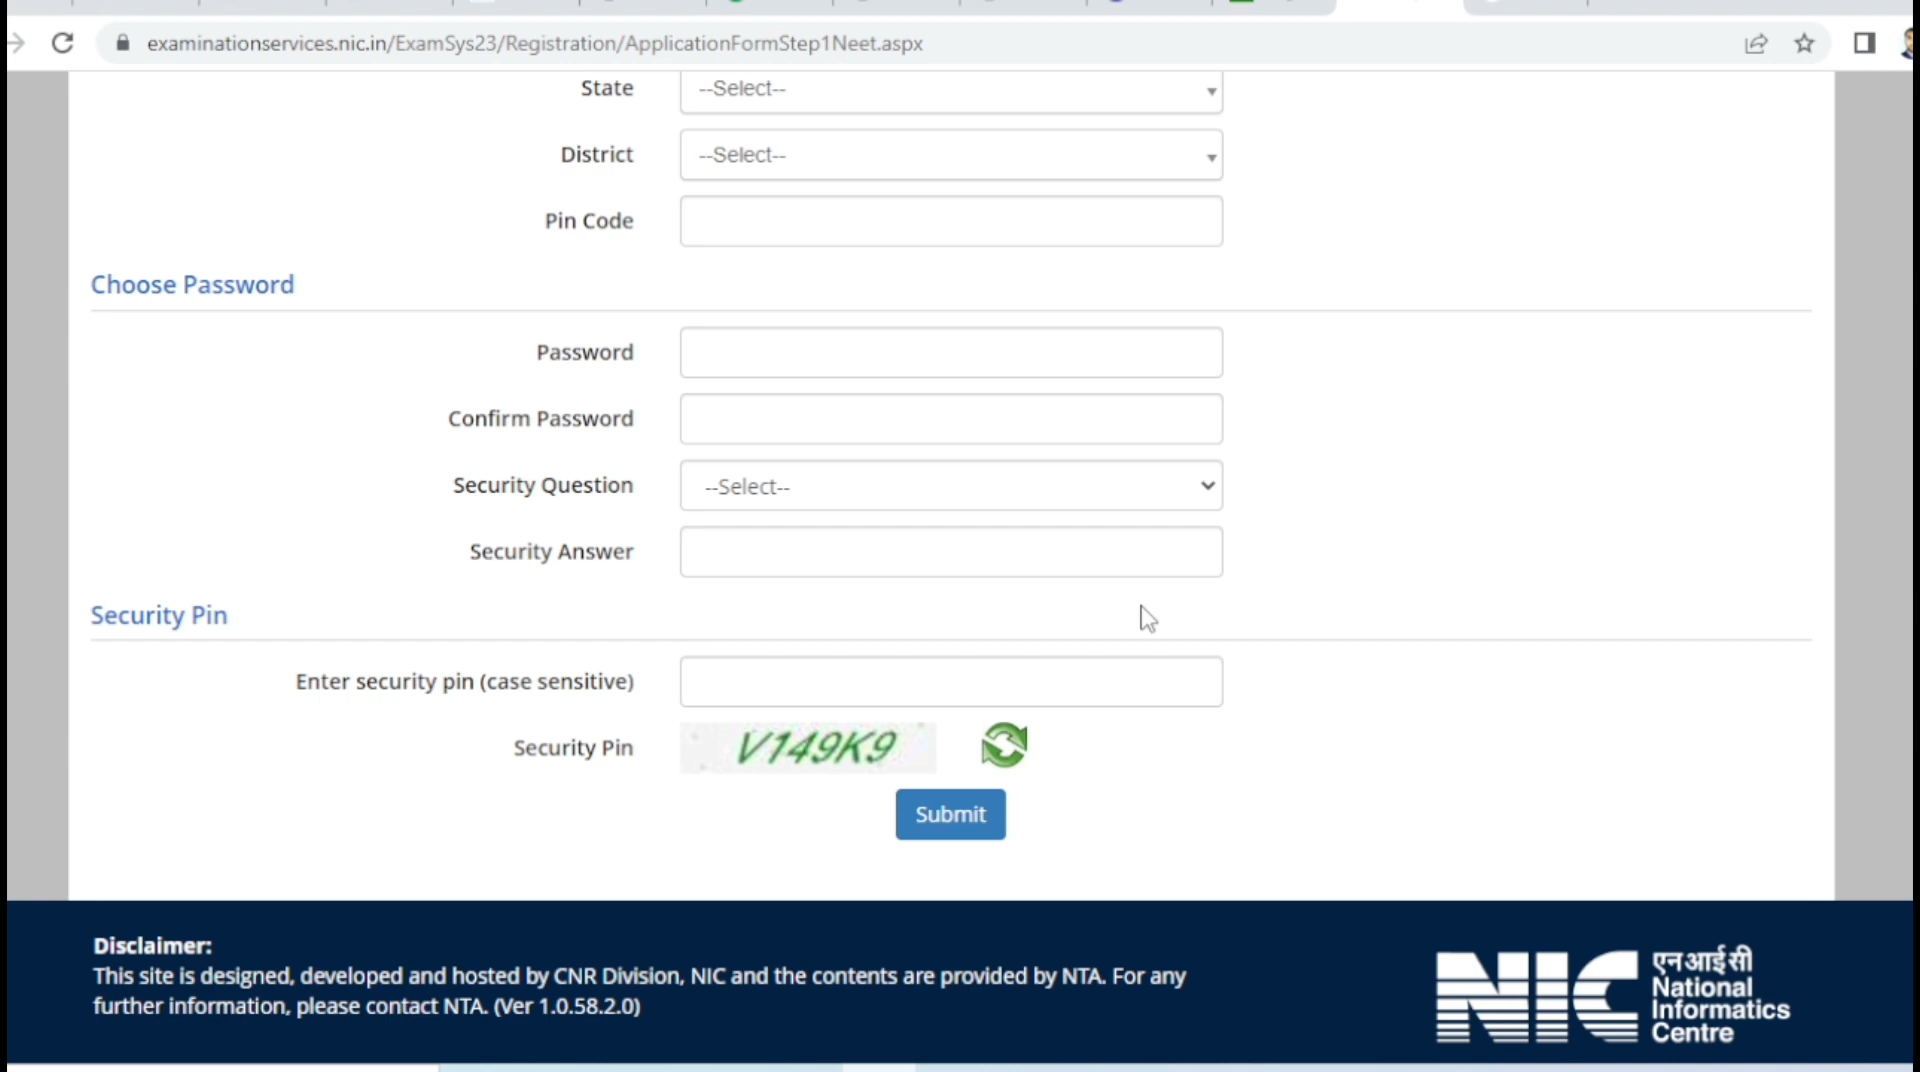 examinationservices.nic.in/ExamSys23/Registration/ApplicationFormStep1Neet.aspx
State --Select--
District --Select--
Pin Code
Choose Password
Password
Confirm Password
Security Question --Select--
Security Answer
Security Pin
Enter security pin (case sensitive)
Security Pin V149K9
Submit
Disclaimer:
This site is designed, developed and hosted by CNR Division, NIC and the contents are provided by NTA. For any
further information, please contact NTA. (Ver 1.0.58.2.0)
NIC
एन आई सी
National
Informatics
Centre